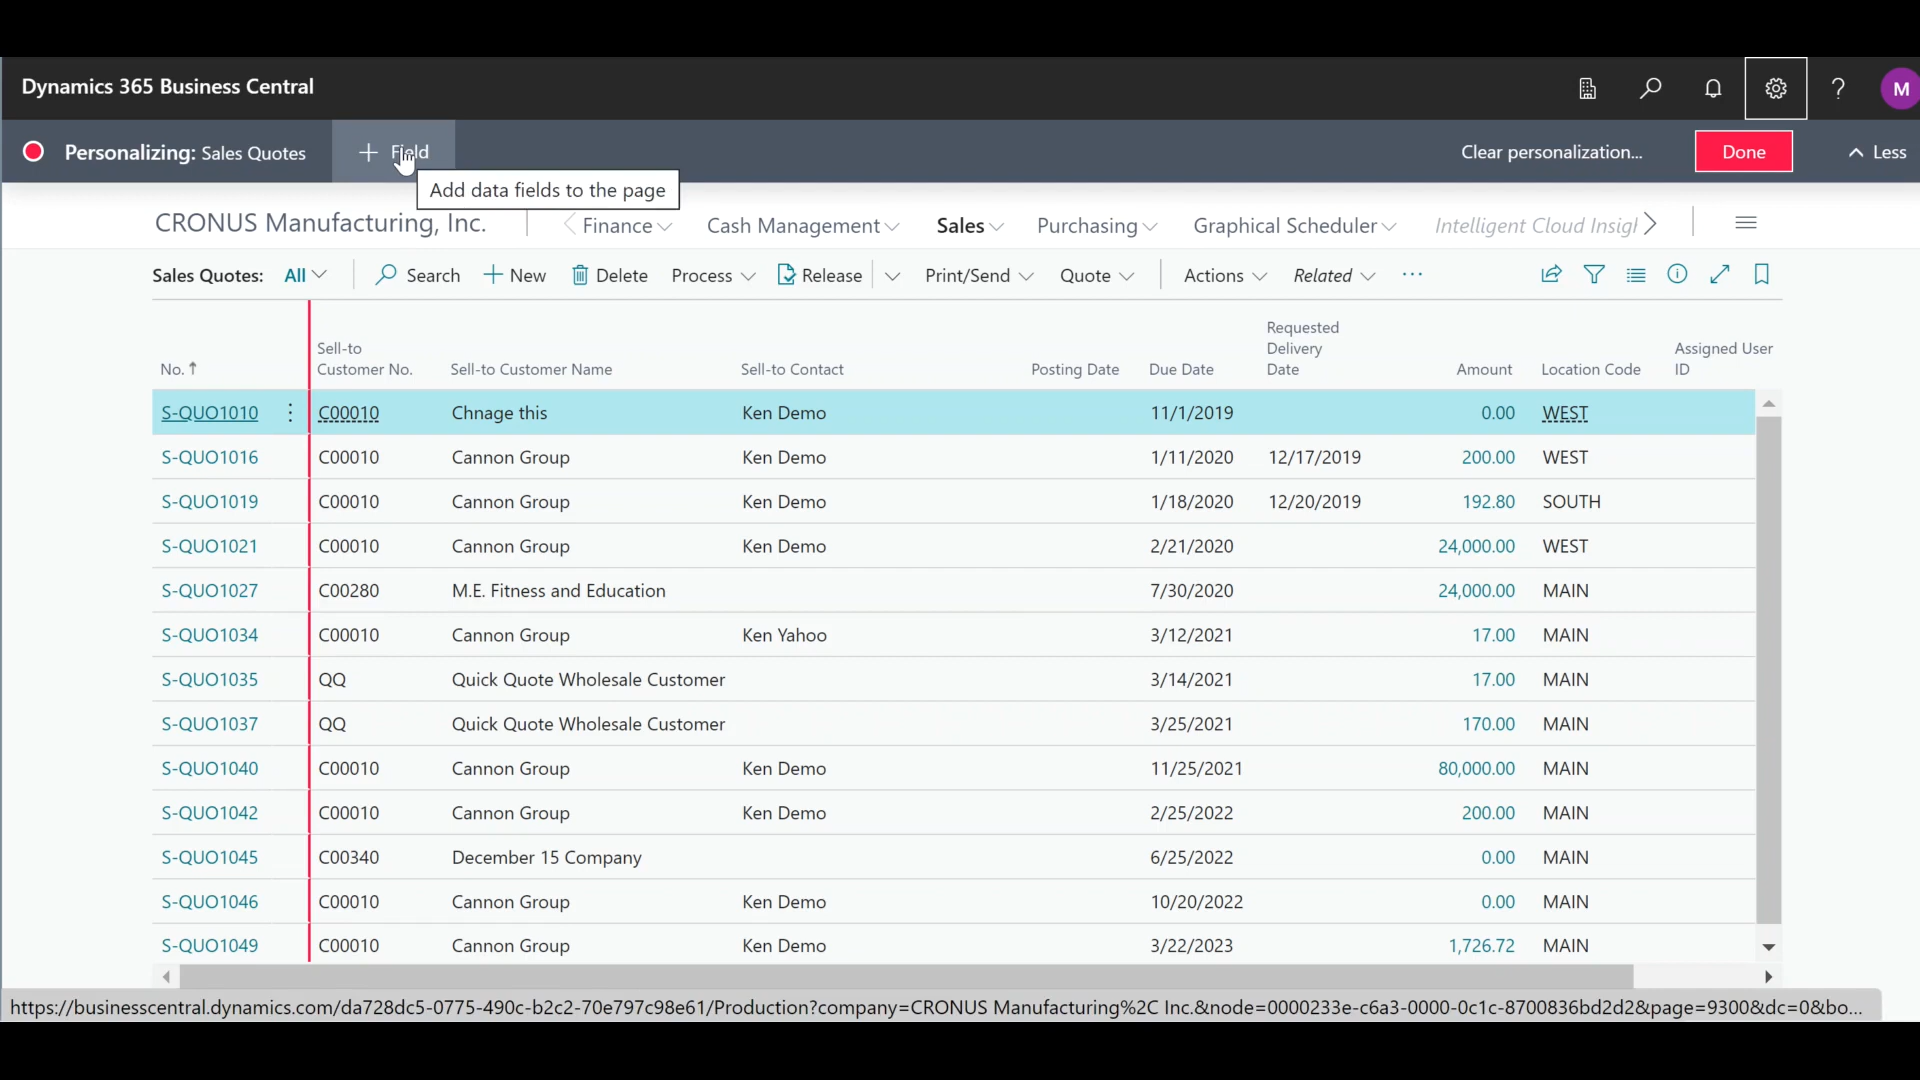 Dynamics 365 Business Central
M
Personalizing: Sales Quotes
Field
Clear personalization...
Done
Less
Add data fields to the page
CRONUS Manufacturing, Inc.
Finance
Cash Management
Sales
Purchasing
Graphical Scheduler
Intelligent Cloud Insigl
Sales Quotes: All
Search
New
Delete
Process
Release
Print/Send
Quote
Actions
Related
No. Sell-to Customer No. Sell-to Customer Name Sell-to Contact Posting Date Due Date Requested Delivery Date Amount Location Code Assigned User ID
S-QUO1010 C00010 Chnage this Ken Demo 11/1/2019 0.00 WEST
S-QUO1016 C00010 Cannon Group Ken Demo 1/11/2020 12/17/2019 200.00 WEST
S-QUO1019 C00010 Cannon Group Ken Demo 1/18/2020 12/20/2019 192.80 SOUTH
S-QUO1021 C00010 Cannon Group Ken Demo 2/21/2020 24,000.00 WEST
S-QUO1027 C00280 M.E. Fitness and Education 7/30/2020 24,000.00 MAIN
S-QUO1034 C00010 Cannon Group Ken Yahoo 3/12/2021 17.00 MAIN
S-QUO1035 QQ Quick Quote Wholesale Customer 3/14/2021 17.00 MAIN
S-QUO1037 QQ Quick Quote Wholesale Customer 3/25/2021 170.00 MAIN
S-QUO1040 C00010 Cannon Group Ken Demo 11/25/2021 80,000.00 MAIN
S-QUO1042 C00010 Cannon Group Ken Demo 2/25/2022 200.00 MAIN
S-QUO1045 C00340 December 15 Company 6/25/2022 0.00 MAIN
S-QUO1046 C00010 Cannon Group Ken Demo 10/20/2022 0.00 MAIN
S-QUO1049 C00010 Cannon Group Ken Demo 3/22/2023 1,726.72 MAIN
https://businesscentral.dynamics.com/da728dc5-0775-490c-b2c2-70e797c98e61/Production?company=CRONUS Manufacturing%2C Inc.&node=0000233e-c6a3-0000-0c1c-8700836bd2d2&page=9300&dc=0&bo...